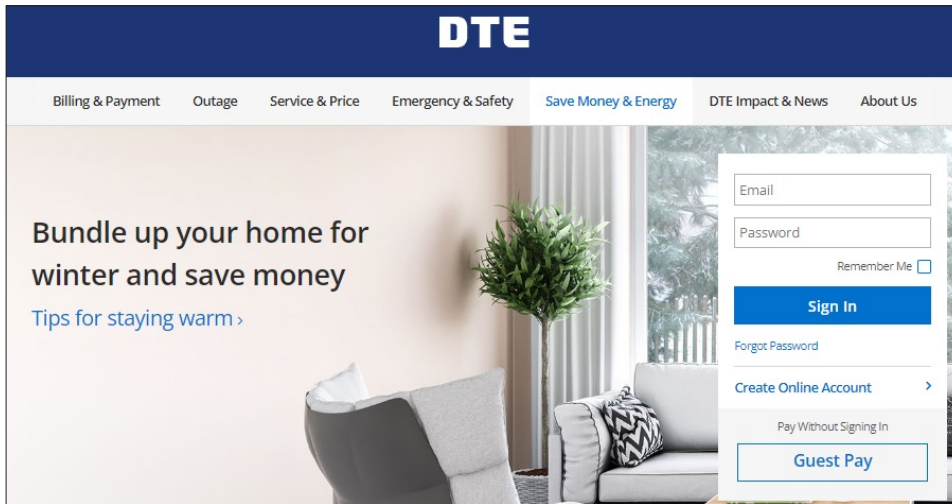 DTE
Billing & Payment Outage Service & Price Emergency & Safety Save Money & Energy DTE Impact & News About Us
Bundle up your home for
winter and save money
Tips for staying warm ›
Email
Password
Remember Me
Sign In
Forgot Password
Create Online Account ›
Pay Without Signing In
Guest Pay